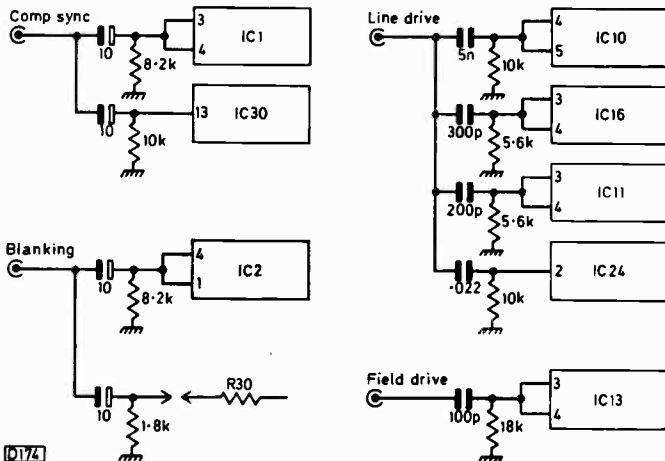 Comp sync
10
8·2k
3
4
IC1
10
10k
13
IC30
Blanking
10
8·2k
4
1
IC2
10
1·8k
R30
D174
Line drive
5n
10k
4
5
IC10
300p
5.6k
3
4
IC16
200p
5.6k
3
4
IC11
·022
10k
2
IC24
Field drive
100p
18k
3
4
IC13